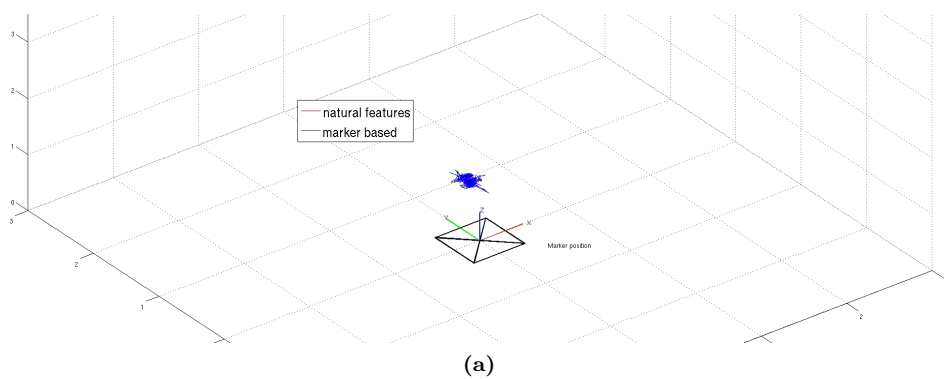 3
2
1
0
3
2
1
natural features
marker based
Z
Y
X
Marker position
2
(a)